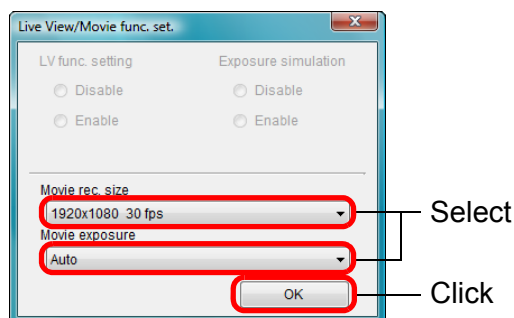 Live View/Movie func. set.
LV func. setting Exposure simulation
Disable Disable
Enable Enable
Movie rec. size
1920x1080 30 fps
Select
Movie exposure
Auto
OK
Click